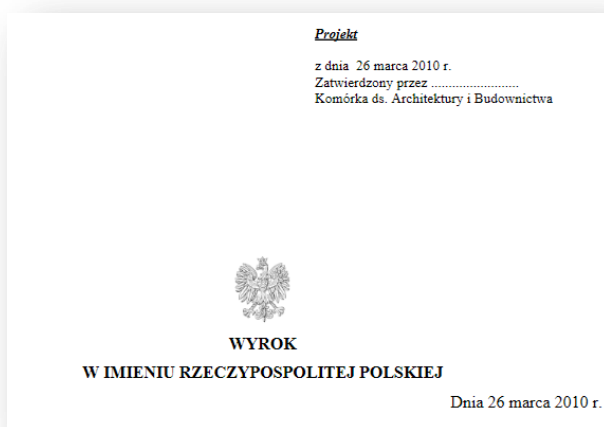 Projekt
z dnia 26 marca 2010 r.
Zatwierdzony przez .........................
Komórka ds. Architektury i Budownictwa
WYROK
W IMIENIU RZECZYPOSPOLITEJ POLSKIEJ
Dnia 26 marca 2010 r.